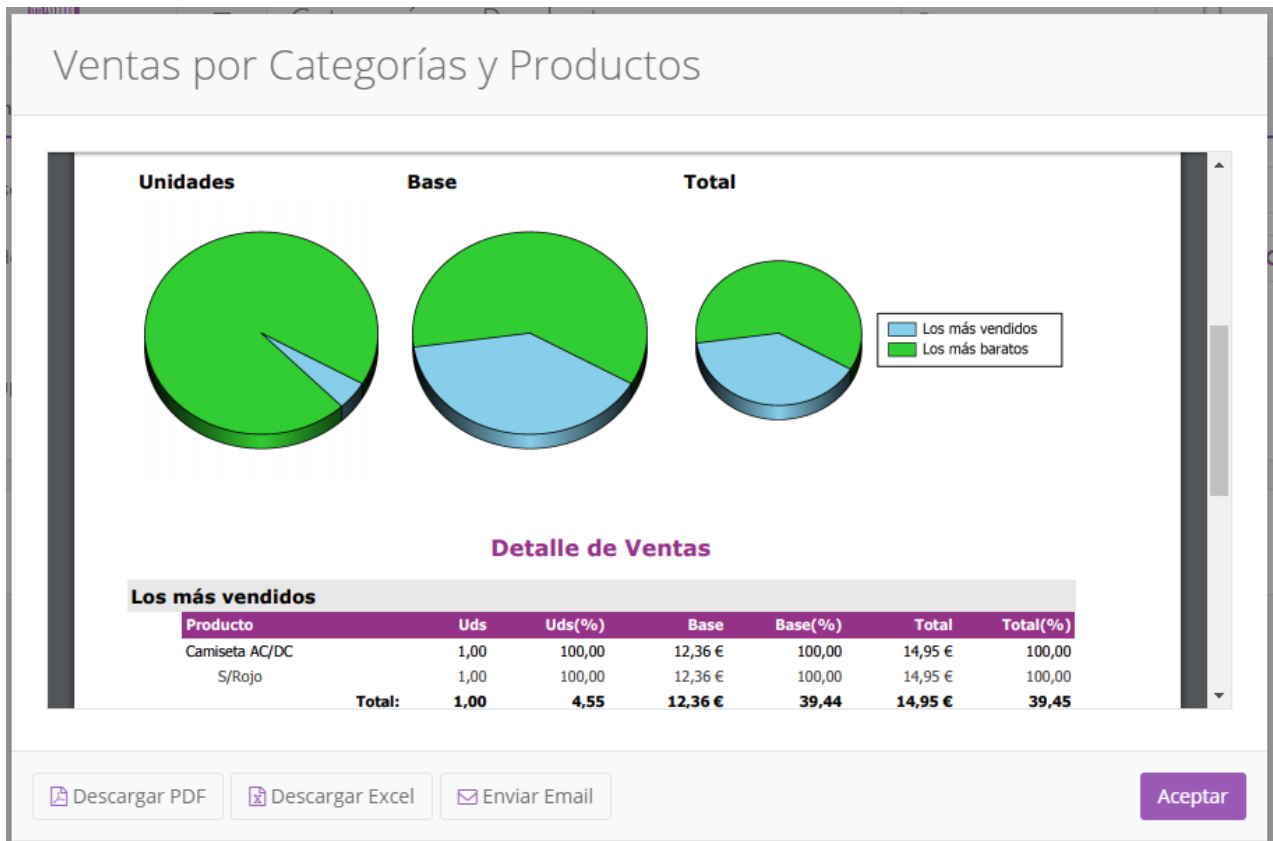 Ventas por Categorías y Productos
Unidades Base Total
Los más vendidos
Los más baratos
Detalle de Ventas
Los más vendidos
Producto Uds Uds(%) Base Base(%) Total Total(%)
Camiseta AC/DC 1,00 100,00 12,36 € 100,00 14,95 € 100,00
S/Rojo 1,00 100,00 12,36 € 100,00 14,95 € 100,00
Total: 1,00 4,55 12,36 € 39,44 14,95 € 39,45
Descargar PDF Descargar Excel Enviar Email Aceptar